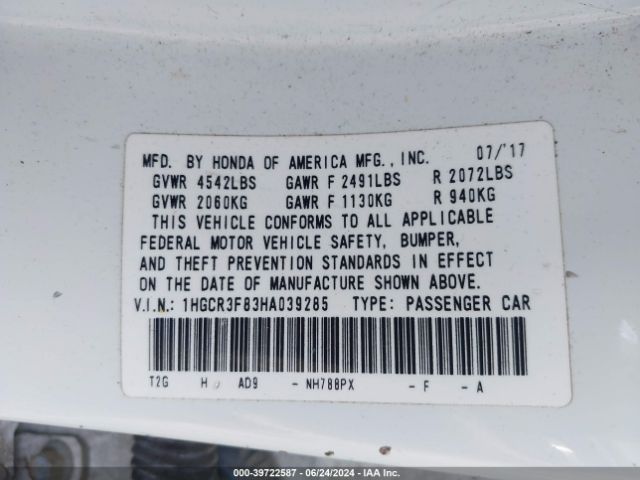 MFD. BY HONDA OF AMERICA MFG., INC. 07/'17
GVWR 4542LBS GAWR F 2491LBS R 2072LBS
GVWR 2060KG GAWR F 1130KG R 940KG
THIS VEHICLE CONFORMS TO ALL APPLICABLE
FEDERAL MOTOR VEHICLE SAFETY, BUMPER,
AND THEFT PREVENTION STANDARDS IN EFFECT
ON THE DATE OF MANUFACTURE SHOWN ABOVE.
V.I.N.: 1HGCR3F83HA039285 TYPE: PASSENGER CAR
T2G H AD9 - NH788PX - F - A
000-39722587 - 06/24/2024 - IAA Inc.